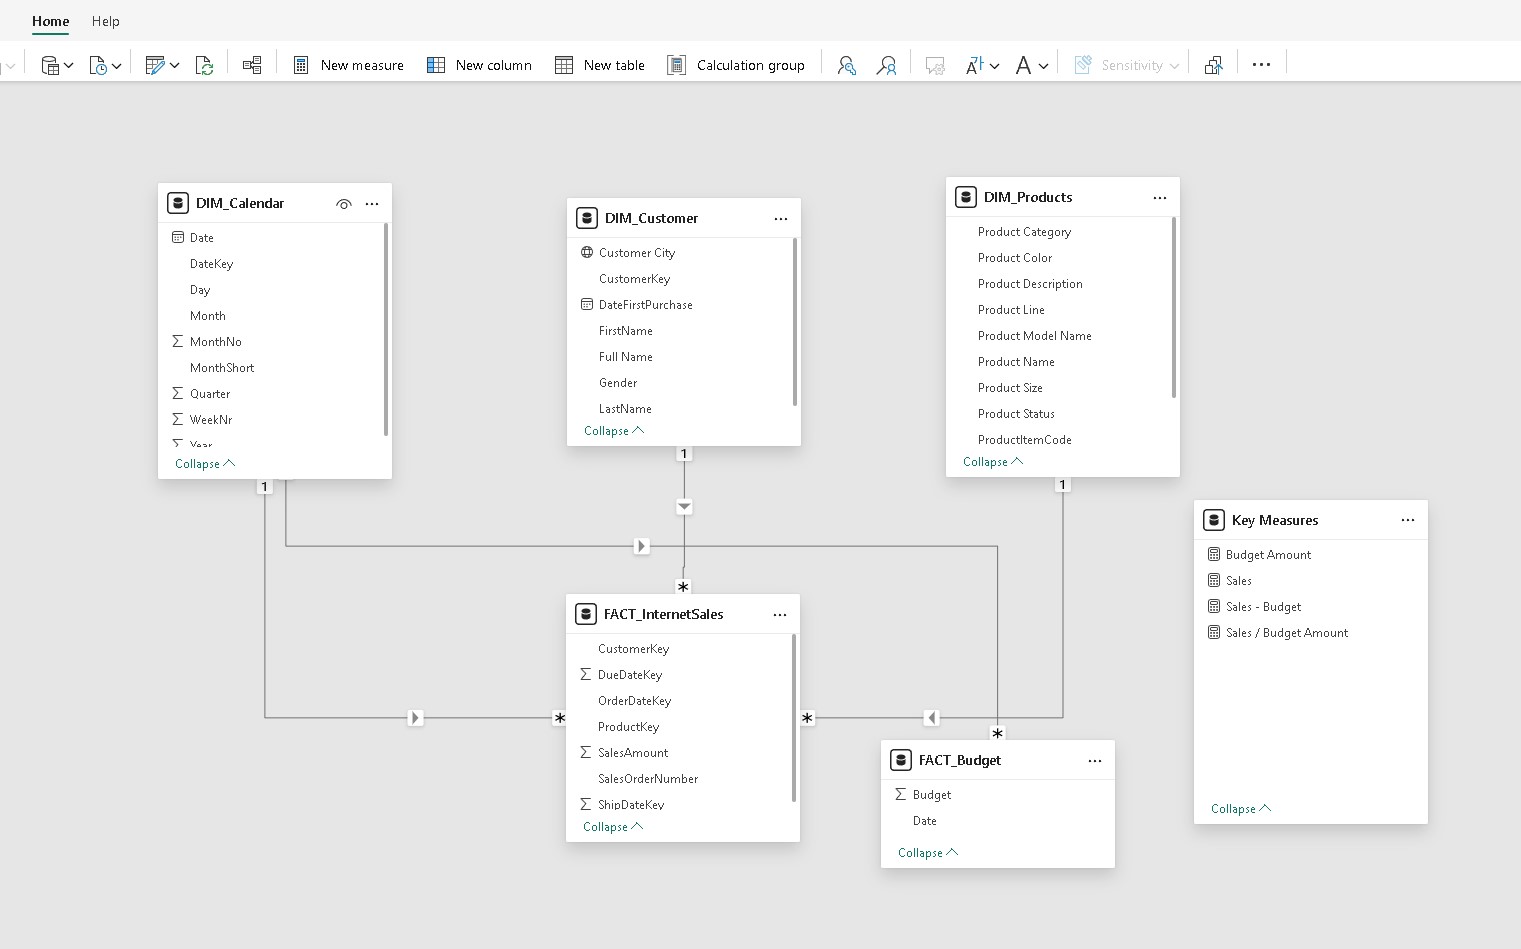 Home
Help
New measure
New column
New table
Calculation group
Sensitivity
DIM_Calendar
Date
DateKey
Day
Month
MonthNo
MonthShort
Quarter
WeekNr
Year
Collapse
1
DIM_Customer
Customer City
CustomerKey
DateFirstPurchase
FirstName
Full Name
Gender
LastName
Collapse
1
*
DIM_Products
Product Category
Product Color
Product Description
Product Line
Product Model Name
Product Name
Product Size
Product Status
ProductItemCode
Collapse
1
Key Measures
Budget Amount
Sales
Sales - Budget
Sales / Budget Amount
Collapse
FACT_InternetSales
CustomerKey
DueDateKey
OrderDateKey
ProductKey
SalesAmount
SalesOrderNumber
ShipDateKey
Collapse
*
*
*
FACT_Budget
Budget
Date
Collapse